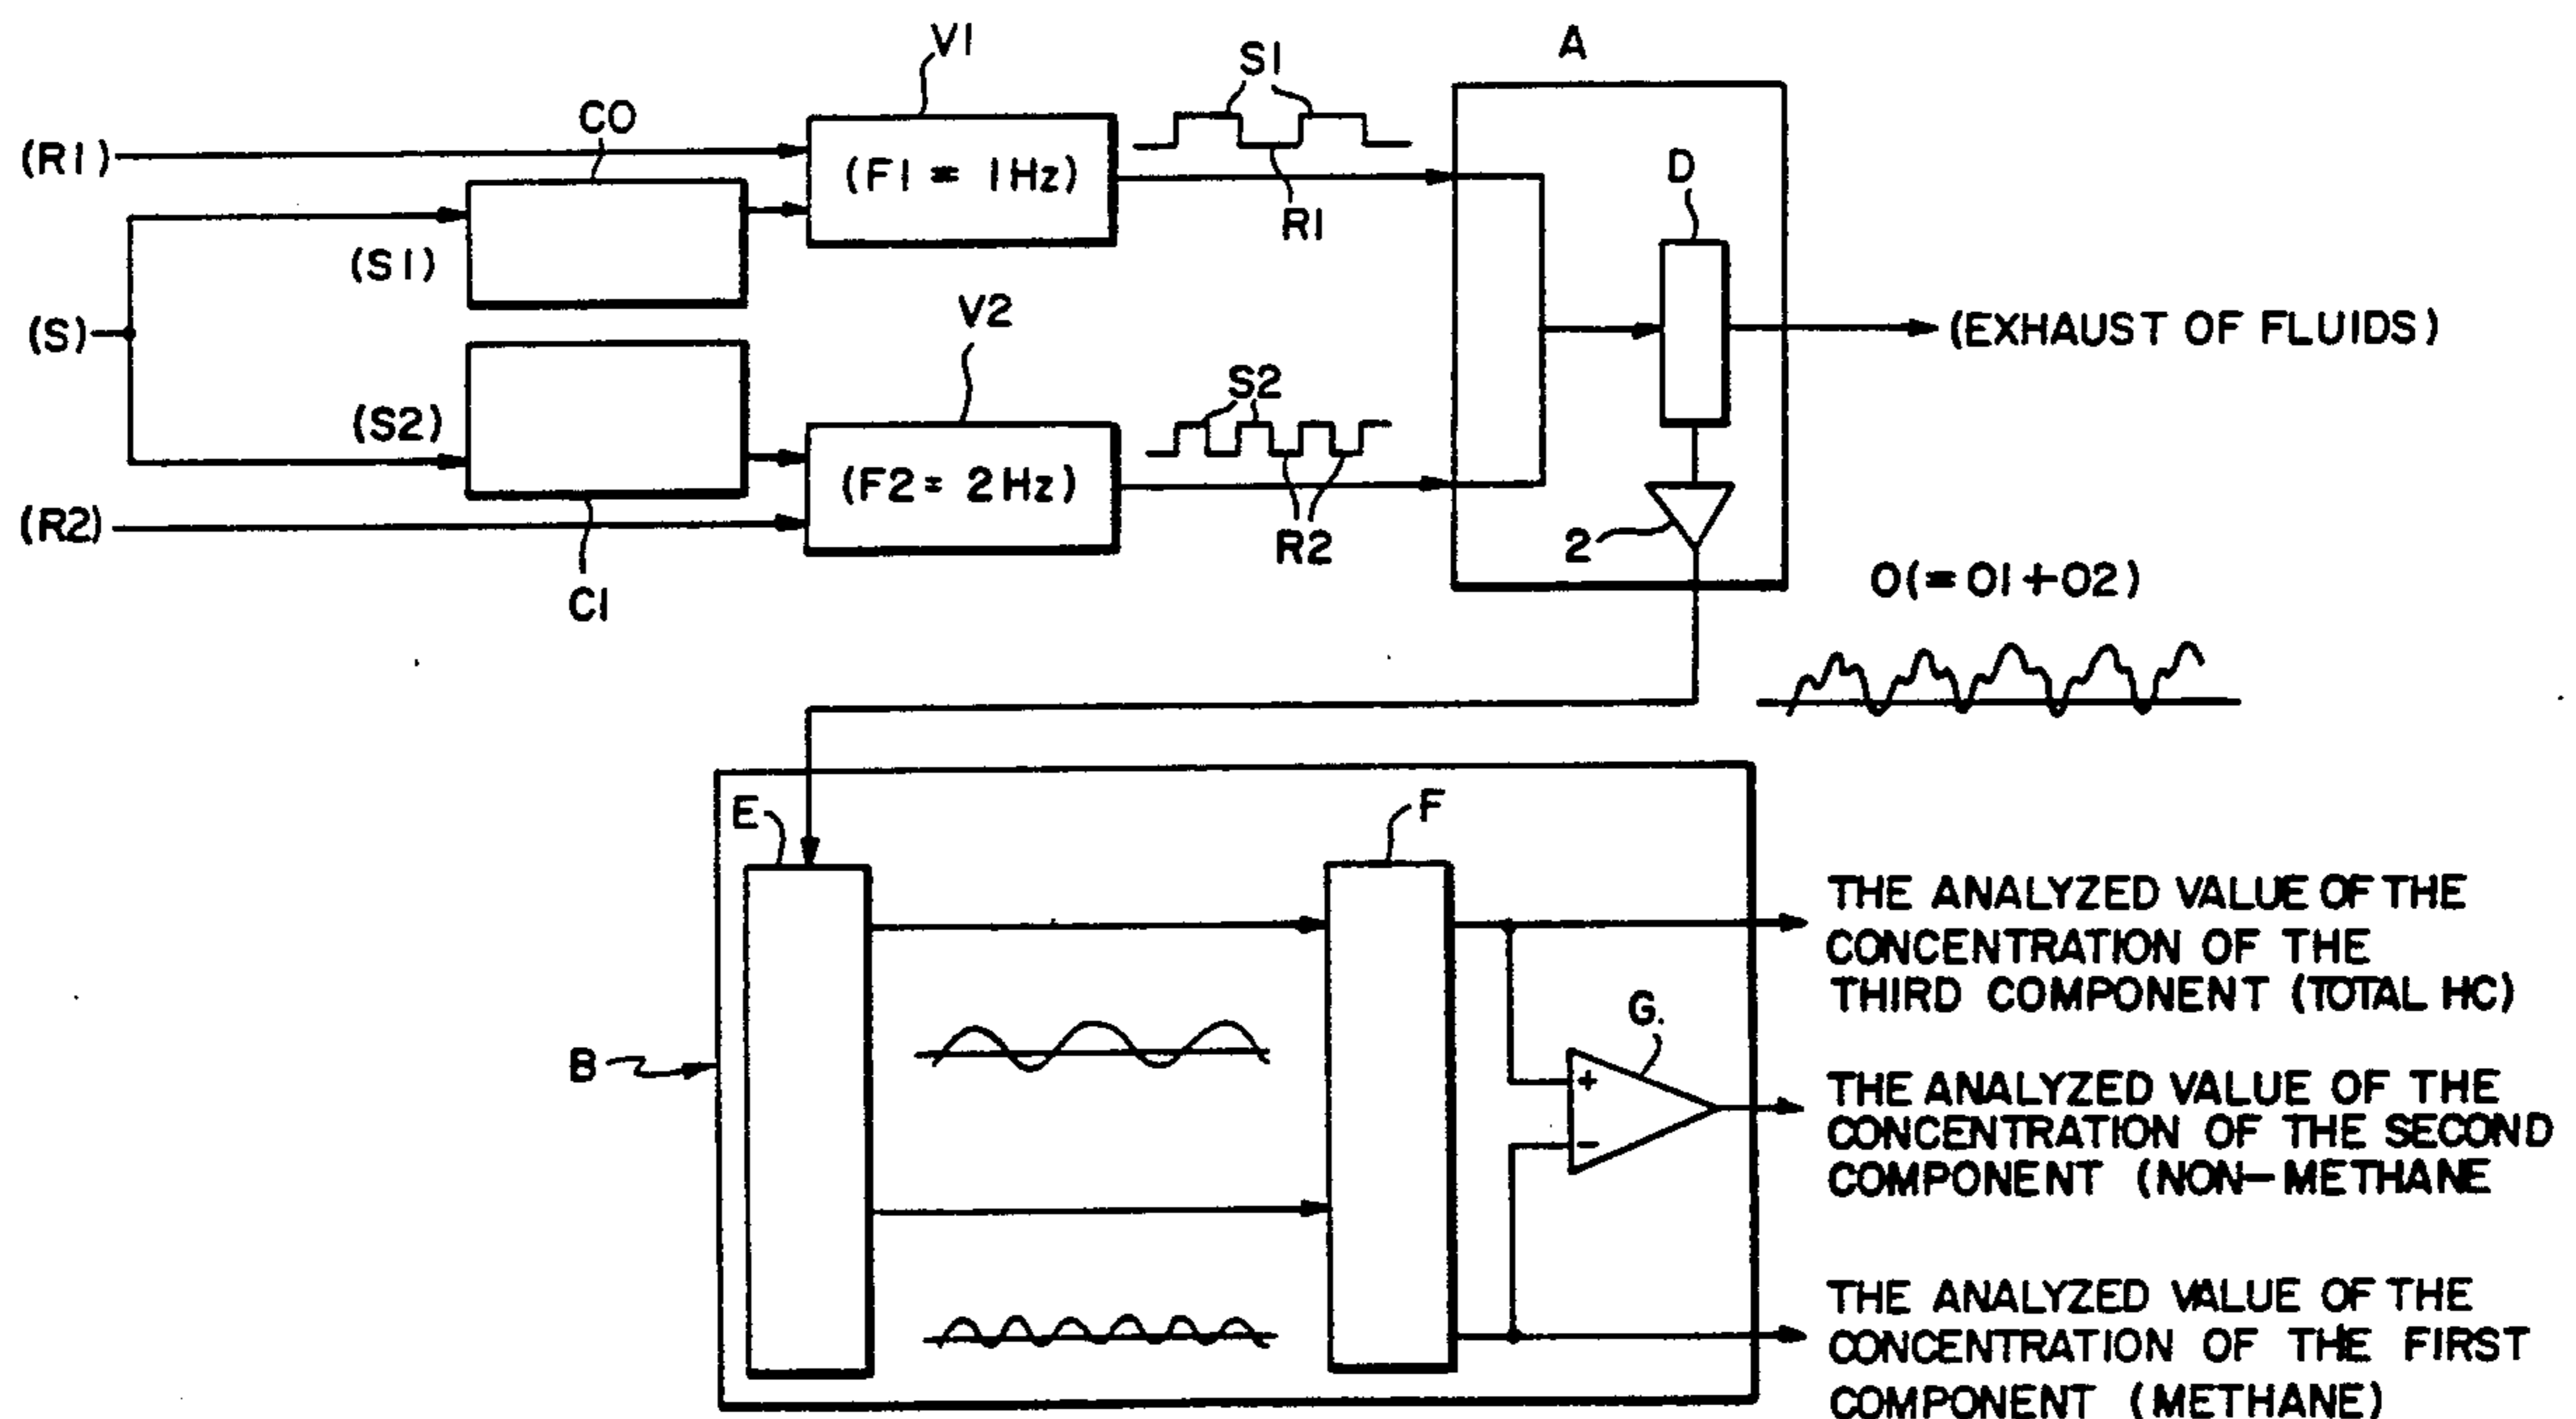 V1
A
S1
CO
(R1)
(F1 = 1Hz)
D
R1
(S1)
V2
(S)
(EXHAUST OF FLUIDS)
S2
(S2)
(F2 = 2Hz)
(R2)
R2
2
C1
O(=O1+O2)
E
F
THE ANALYZED VALUE OF THE
CONCENTRATION OF THE
THIRD COMPONENT (TOTAL HC)
G.
B
+
THE ANALYZED VALUE OF THE
CONCENTRATION OF THE SECOND
COMPONENT (NON-METHANE
−
THE ANALYZED VALUE OF THE
CONCENTRATION OF THE FIRST
COMPONENT (METHANE)